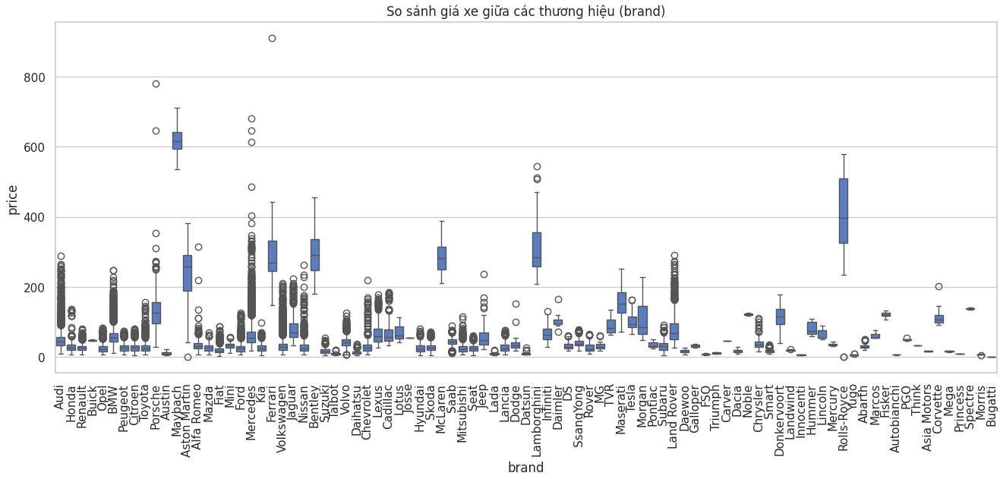 So sánh giá xe giữa các thương hiệu (brand)
price
800
600
400
200
0
Audi
Honda
Renault
Buick
Opel
BMW
Peugeot
Citroen
Toyota
Porsche
Austin
Maybach
Aston Martin
Alfa Romeo
Mazda
Fiat
Mini
Ford
Mercedes
Kia
Ferrari
Volkswagen
Jaguar
Nissan
Bentley
Suzuki
Talbot
Volvo
Daihatsu
Chevrolet
Lexus
Cadillac
Lotus
Josse
Hyundai
Skoda
McLaren
Saab
Mitsubishi
Seat
Jeep
Lada
Lancia
Dodge
Datsun
Lamborghini
Infiniti
Daimler
DS
SsangYong
Rover
MG
TVR
Maserati
Tesla
Morgan
Pontiac
Subaru
Land Rover
Daewoo
Galloper
FSO
Triumph
Carver
Dacia
Noble
Chrysler
Smart
Donkervoort
Landwind
Innocenti
Hummer
Lincoln
Mercury
Rolls-Royce
Yugo
Abarth
Marcos
Fisker
Autobianchi
PGO
Think
Asia Motors
Corvette
Mega
Princess
Spectre
Morris
Bugatti
brand